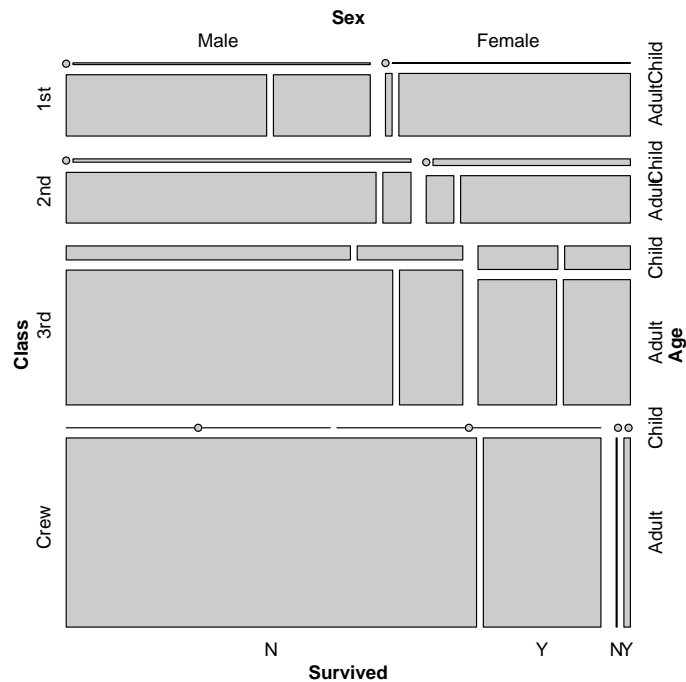 Sex
Male Female
1st
Child
Adult
2nd
Child
Adult
3rd
Child
Adult
Class
Age
Crew
Child
Adult
N Y N Y
Survived